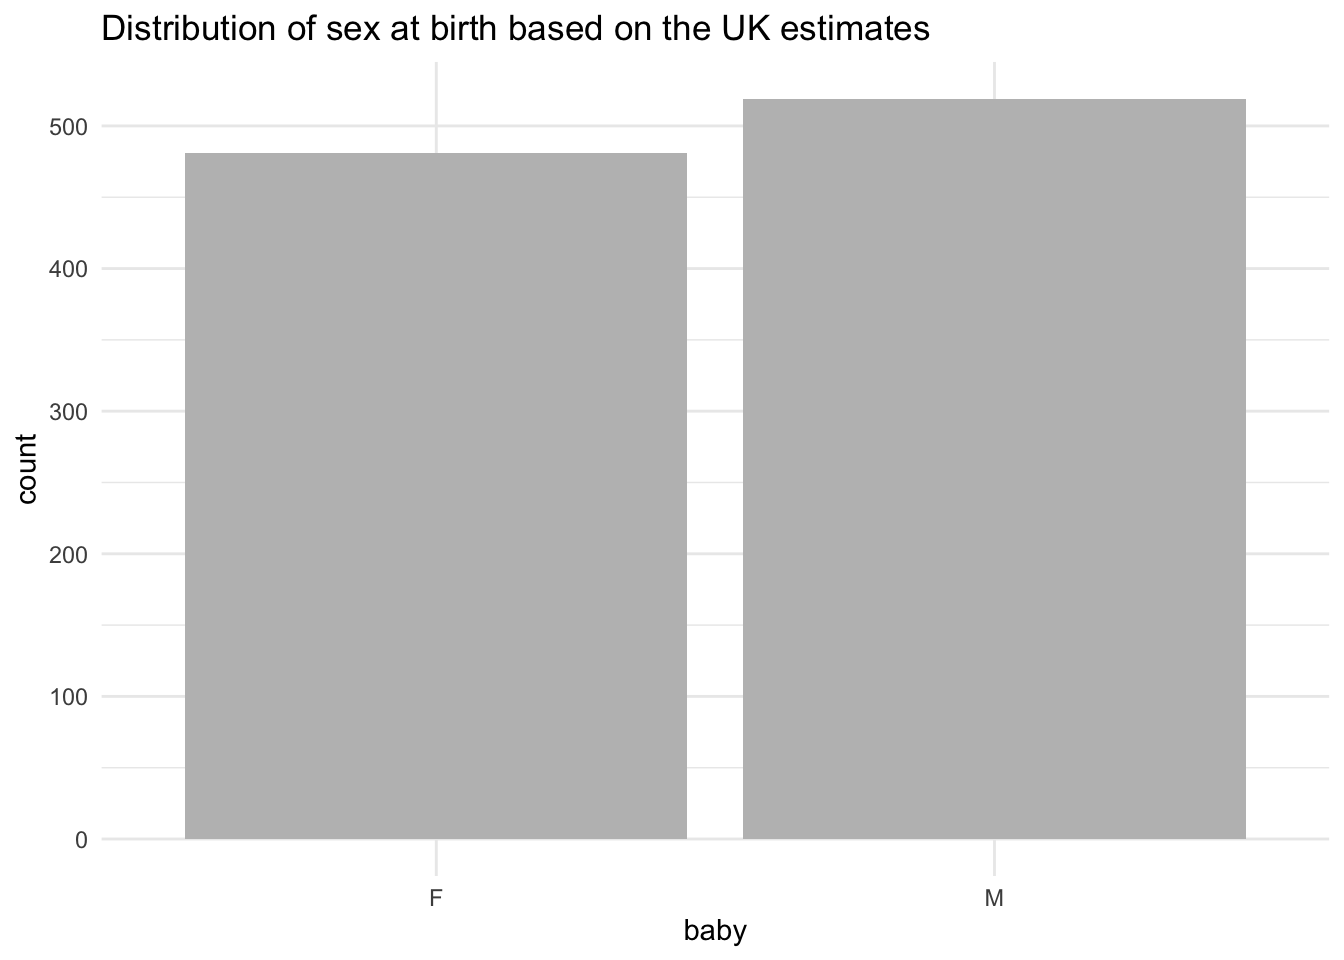 Distribution of sex at birth based on the UK estimates
500
400
300
200
100
0
count
F
M
baby